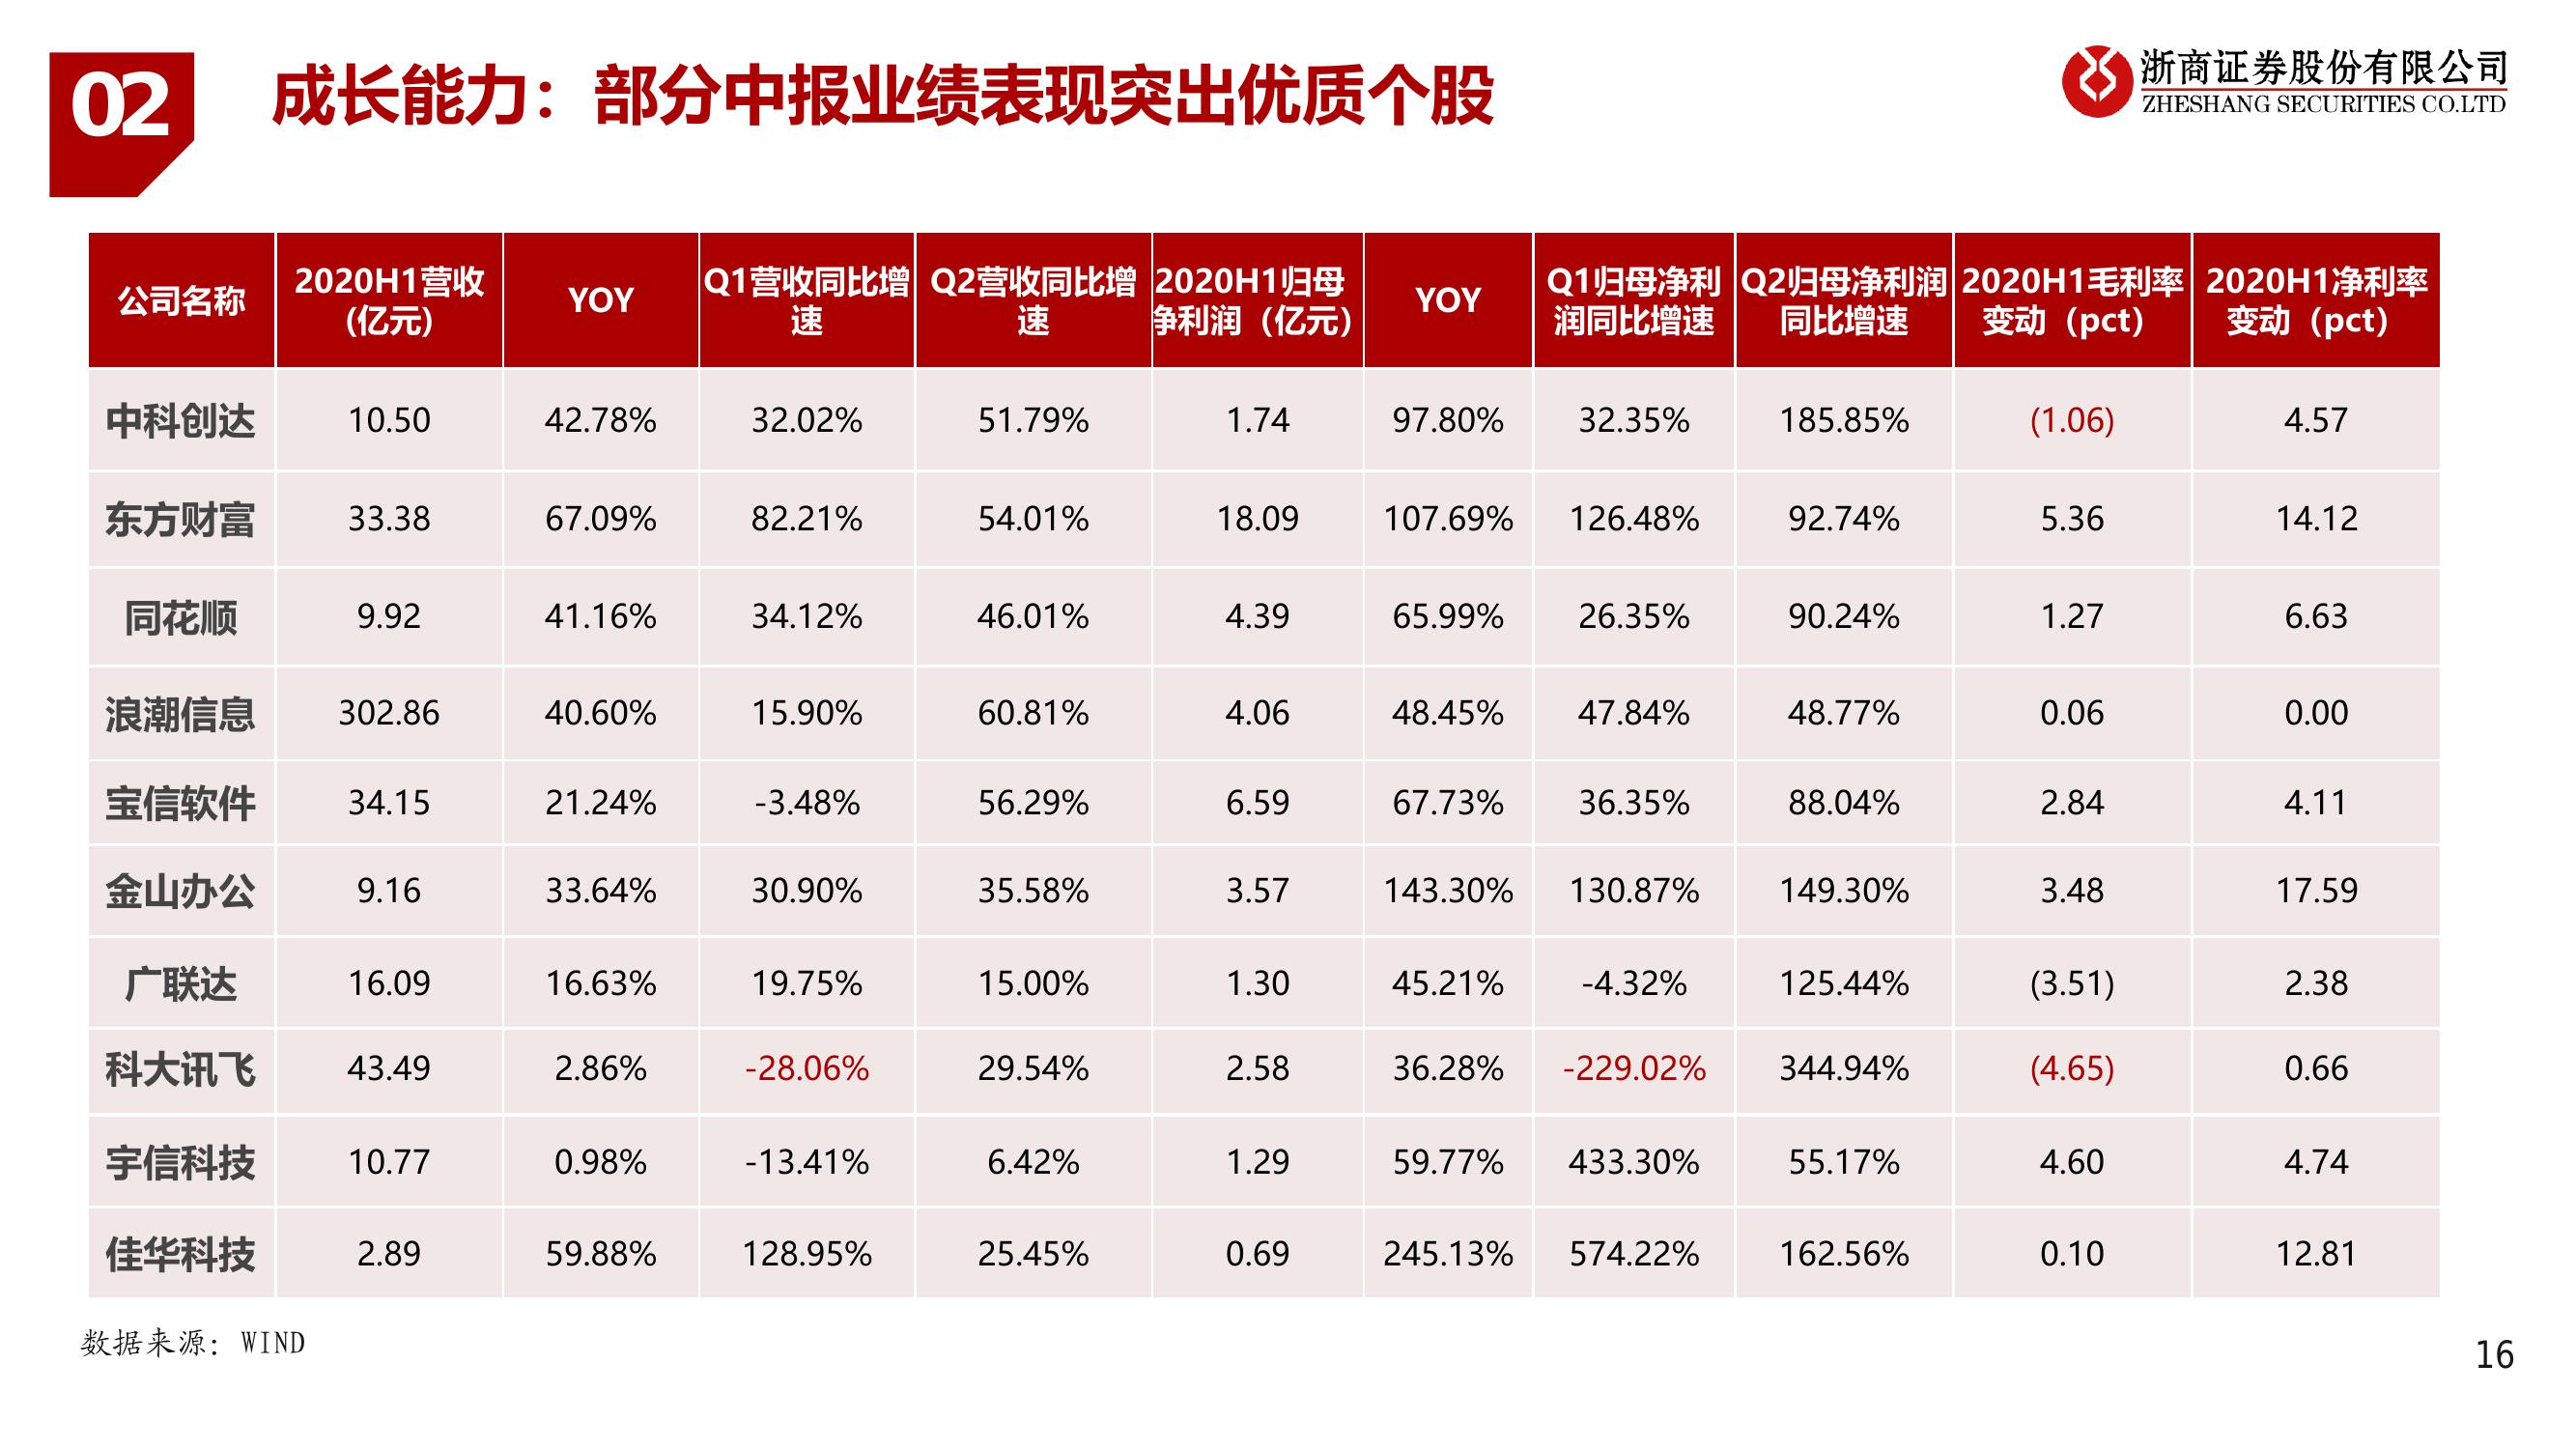 02
成长能力：部分中报业绩表现突出优质个股
浙商证券股份有限公司
ZHESHANG SECURITIES CO.LTD
公司名称 2020H1营收(亿元) YOY Q1营收同比增速 Q2营收同比增速 2020H1归母净利润（亿元） YOY Q1归母净利润同比增速 Q2归母净利润同比增速 2020H1毛利率变动（pct） 2020H1净利率变动（pct）
中科创达 10.50 42.78% 32.02% 51.79% 1.74 97.80% 32.35% 185.85% (1.06) 4.57
东方财富 33.38 67.09% 82.21% 54.01% 18.09 107.69% 126.48% 92.74% 5.36 14.12
同花顺 9.92 41.16% 34.12% 46.01% 4.39 65.99% 26.35% 90.24% 1.27 6.63
浪潮信息 302.86 40.60% 15.90% 60.81% 4.06 48.45% 47.84% 48.77% 0.06 0.00
宝信软件 34.15 21.24% -3.48% 56.29% 6.59 67.73% 36.35% 88.04% 2.84 4.11
金山办公 9.16 33.64% 30.90% 35.58% 3.57 143.30% 130.87% 149.30% 3.48 17.59
广联达 16.09 16.63% 19.75% 15.00% 1.30 45.21% -4.32% 125.44% (3.51) 2.38
科大讯飞 43.49 2.86% -28.06% 29.54% 2.58 36.28% -229.02% 344.94% (4.65) 0.66
宇信科技 10.77 0.98% -13.41% 6.42% 1.29 59.77% 433.30% 55.17% 4.60 4.74
佳华科技 2.89 59.88% 128.95% 25.45% 0.69 245.13% 574.22% 162.56% 0.10 12.81
数据来源：WIND
16